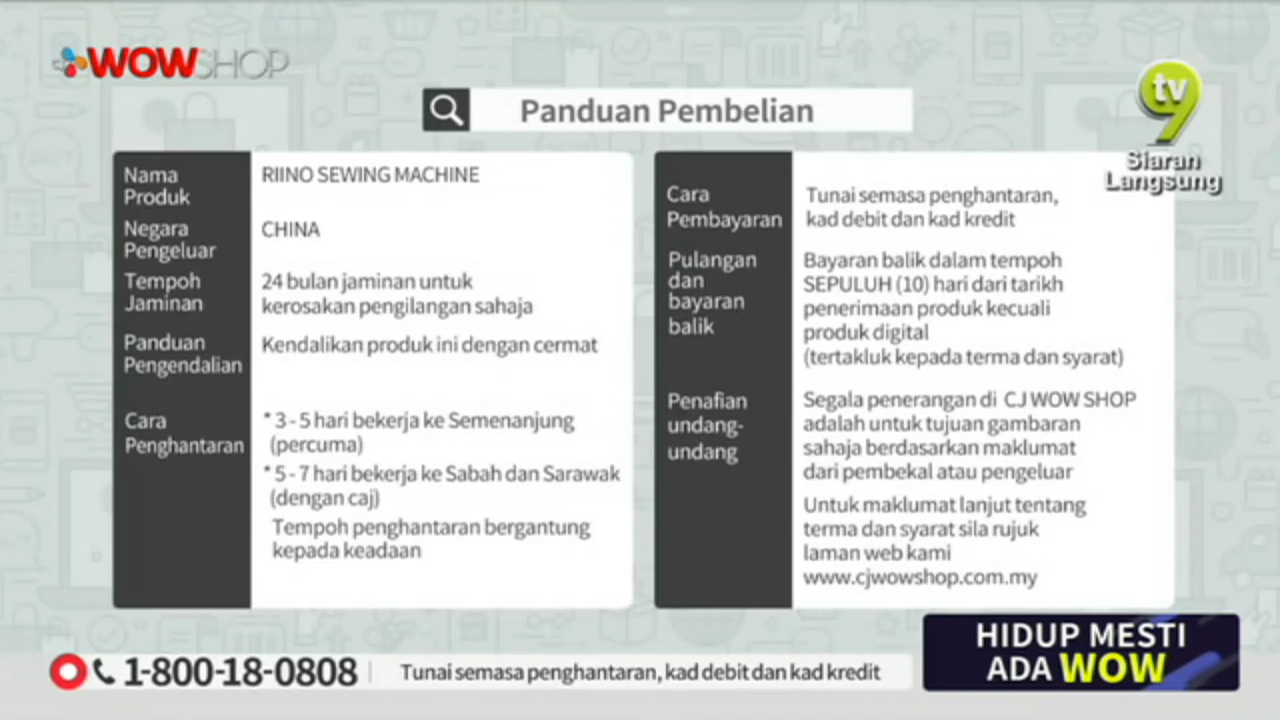 WOWSHOP
tv9
Siaran
Langsung
Panduan Pembelian
Nama
Produk
RIINO SEWING MACHINE
Negara
Pengeluar
CHINA
Tempoh
Jaminan
24 bulan jaminan untuk
kerosakan pengilangan sahaja
Panduan
Pengendalian
Kendalikan produk ini dengan cermat
Cara
Penghantaran
* 3 - 5 hari bekerja ke Semenanjung
(percuma)
* 5 - 7 hari bekerja ke Sabah dan Sarawak
(dengan caj)
Tempoh penghantaran bergantung
kepada keadaan
Cara
Pembayaran
Tunai semasa penghantaran,
kad debit dan kad kredit
Pulangan
dan
bayaran
balik
Bayaran balik dalam tempoh
SEPULUH (10) hari dari tarikh
penerimaan produk kecuali
produk digital
(tertakluk kepada terma dan syarat)
Penafian
undang-
undang
Segala penerangan di CJ WOW SHOP
adalah untuk tujuan gambaran
sahaja berdasarkan maklumat
dari pembekal atau pengeluar
Untuk maklumat lanjut tentang
terma dan syarat sila rujuk
laman web kami
www.cjwowshop.com.my
1-800-18-0808
Tunai semasa penghantaran, kad debit dan kad kredit
HIDUP MESTI
ADA WOW